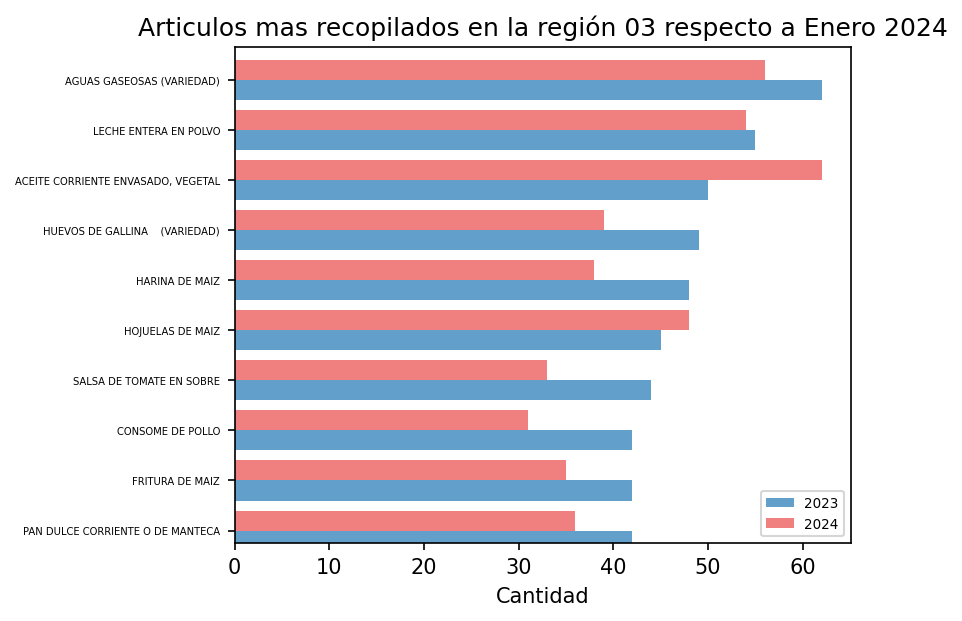 Articulos mas recopilados en la región 03 respecto a Enero 2024
AGUAS GASEOSAS (VARIEDAD)
LECHE ENTERA EN POLVO
ACEITE CORRIENTE ENVASADO, VEGETAL
HUEVOS DE GALLINA    (VARIEDAD)
HARINA DE MAIZ
HOJUELAS DE MAIZ
SALSA DE TOMATE EN SOBRE
CONSOME DE POLLO
FRITURA DE MAIZ
PAN DULCE CORRIENTE O DE MANTECA
2023
2024
0 10 20 30 40 50 60
Cantidad